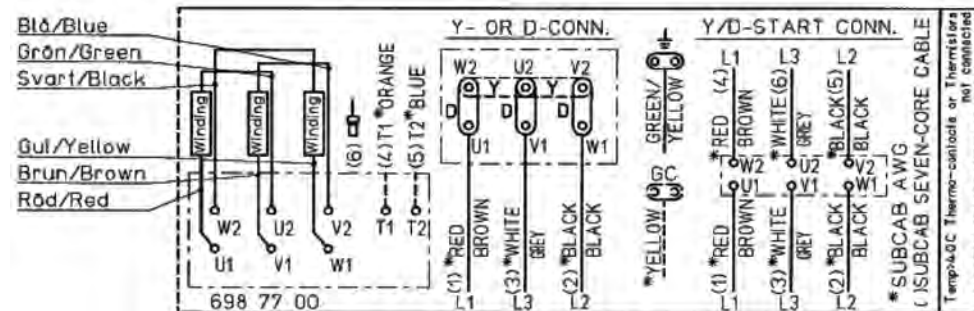 Blå/Blue
Grön/Green
Svart/Black
Gul/Yellow
Brun/Brown
Röd/Red
Winding
Winding
Winding
(6)
(4)T1*ORANGE
(5)T2*BLUE
W2 U2 V2 T1 T2
U1 V1 W1
698 77 00
Y- OR D-CONN.
W2 U2 V2
Y Y
D D D
U1 V1 W1
(1)*RED
BROWN
(3)*WHITE
GREY
(2)*BLACK
BLACK
L1 L3 L2
GREEN/
YELLOW
GC
*YELLOW
Y/D-START CONN.
L1 L3 L2
*RED (4)
BROWN
*WHITE(6)
GREY
*BLACK(5)
BLACK
W2 U2 V2
U1 V1 W1
(1)*RED
BROWN
(3)*WHITE
GREY
(2)*BLACK
BLACK
L1 L3 L2
*SUBCAB AWG
( )SUBCAB SEVEN-CORE CABLE
Temp>40C Thermo-contacts or Thermistors
not connected